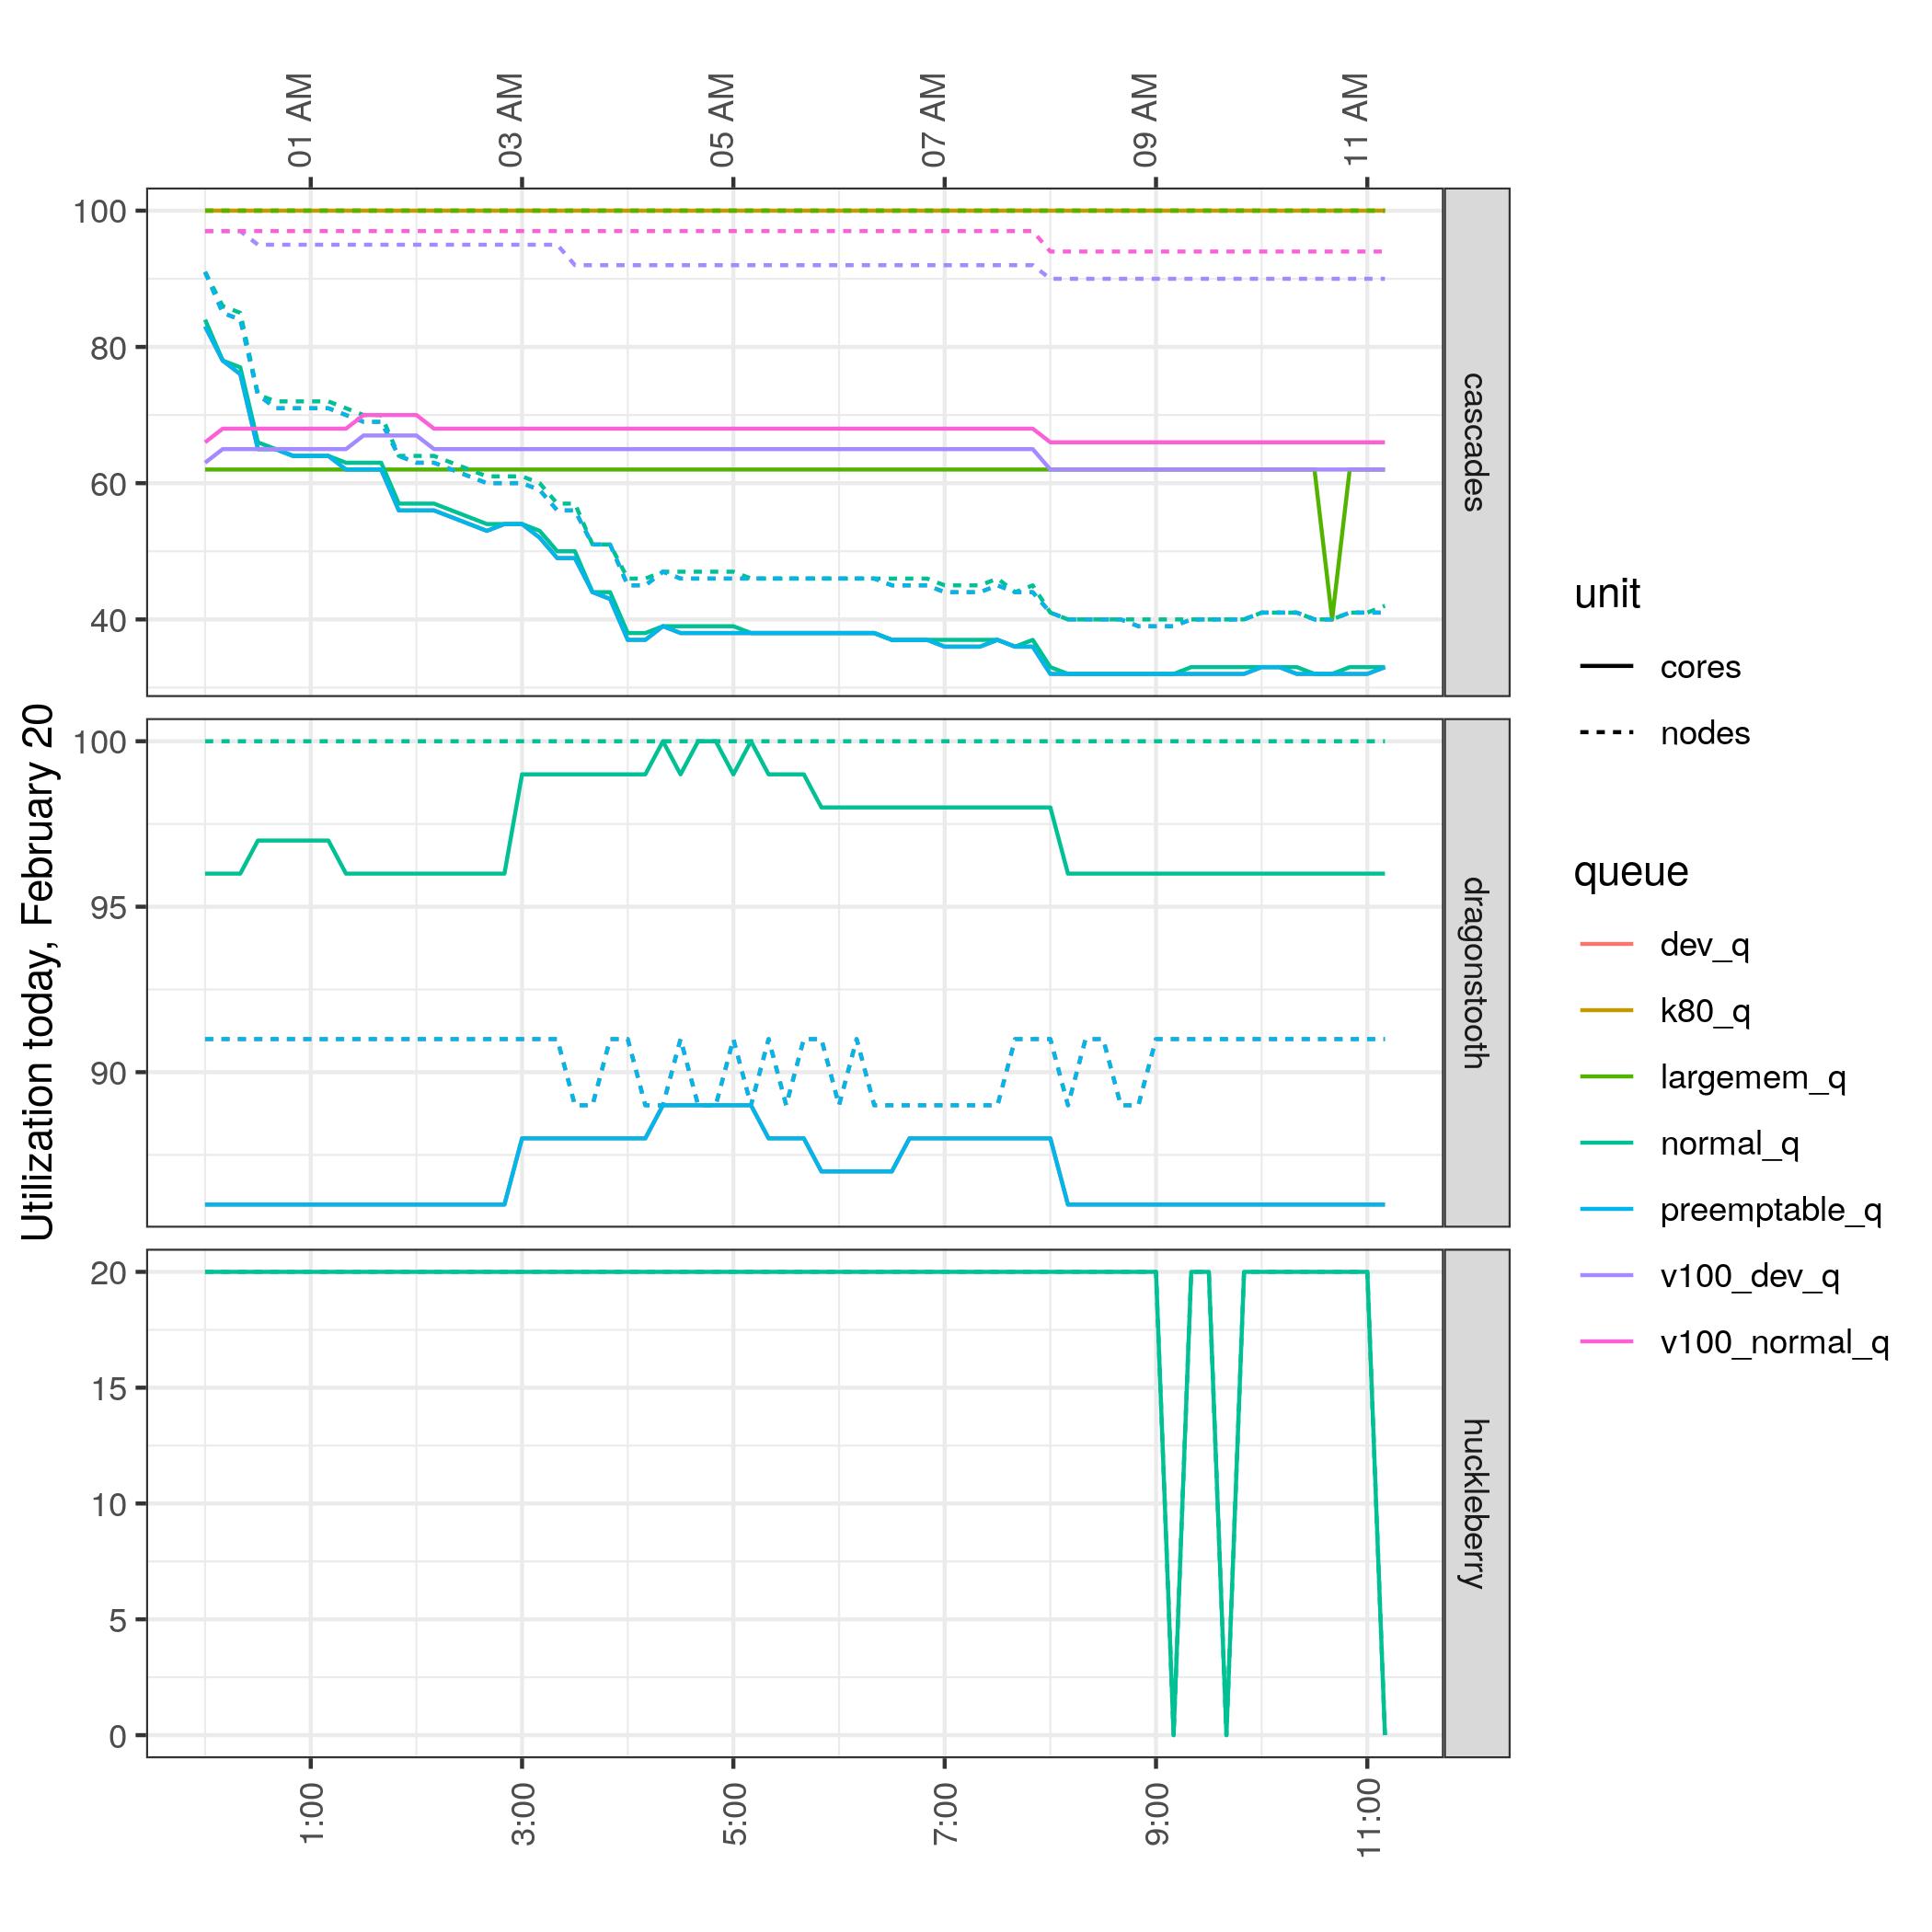 01 AM
03 AM
05 AM
07 AM
09 AM
11 AM
Utilization today, February 20
100
80
60
40
cascades
100
95
90
dragonstooth
20
15
10
5
0
huckleberry
1:00
3:00
5:00
7:00
9:00
11:00
unit
cores
nodes
queue
dev_q
k80_q
largemem_q
normal_q
preemptable_q
v100_dev_q
v100_normal_q